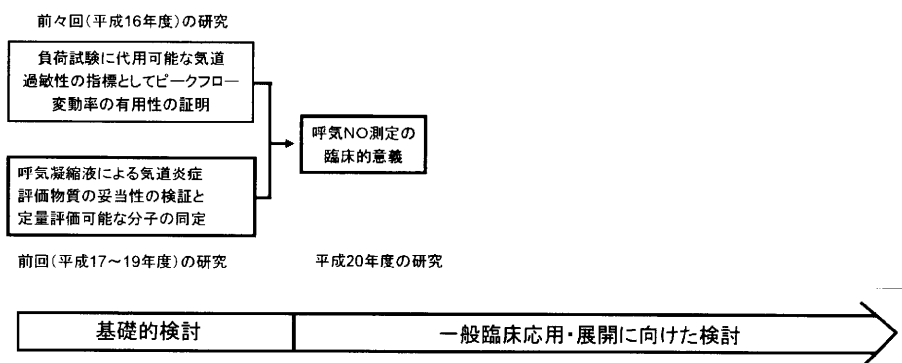 前々回(平成16年度)の研究
負荷試験に代用可能な気道
過敏性の指標としてピークフロー
変動率の有用性の証明
呼気NO測定の
臨床的意義
呼気凝縮液による気道炎症
評価物質の妥当性の検証と
定量評価可能な分子の同定
前回(平成17～19年度)の研究
平成20年度の研究
基礎的検討
一般臨床応用・展開に向けた検討